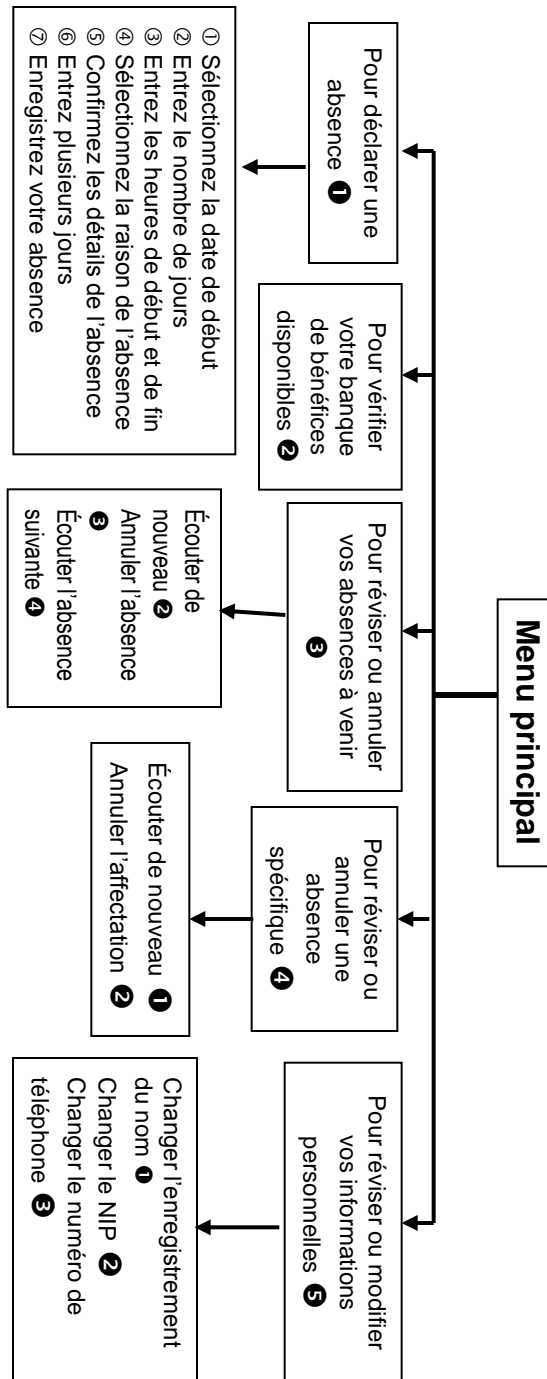 Menu principal
Pour déclarer une
absence ❶
① Sélectionnez la date de début
② Entrez le nombre de jours
③ Entrez les heures de début et de fin
④ Sélectionnez la raison de l'absence
⑤ Confirmez les détails de l'absence
⑥ Entrez plusieurs jours
⑦ Enregistrez votre absence
Pour vérifier
votre banque
de bénéfices
disponibles ❷
Pour réviser ou annuler
vos absences à venir
❸
Écouter de
nouveau ❷
Annuler l'absence
❸
Écouter l'absence
suivante ❹
Pour réviser ou
annuler une
absence
spécifique ❹
Écouter de nouveau ❶
Annuler l'affectation ❷
Pour réviser ou modifier
vos informations
personnelles ❺
Changer l'enregistrement
du nom ❶
Changer le NIP ❷
Changer le numéro de
téléphone ❸